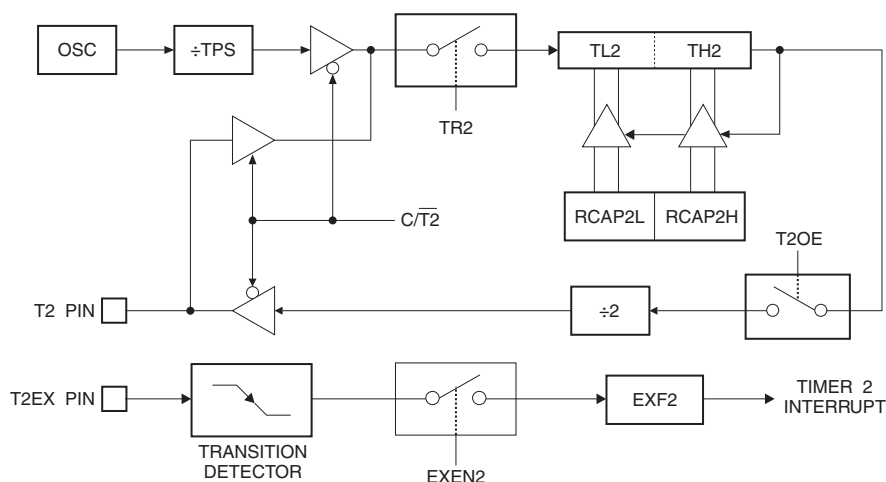 OSC
÷TPS
TR2
TL2
TH2
C/T̅2̅
RCAP2L
RCAP2H
T2OE
T2 PIN
÷2
T2EX PIN
TRANSITION
DETECTOR
EXEN2
EXF2
TIMER 2
INTERRUPT